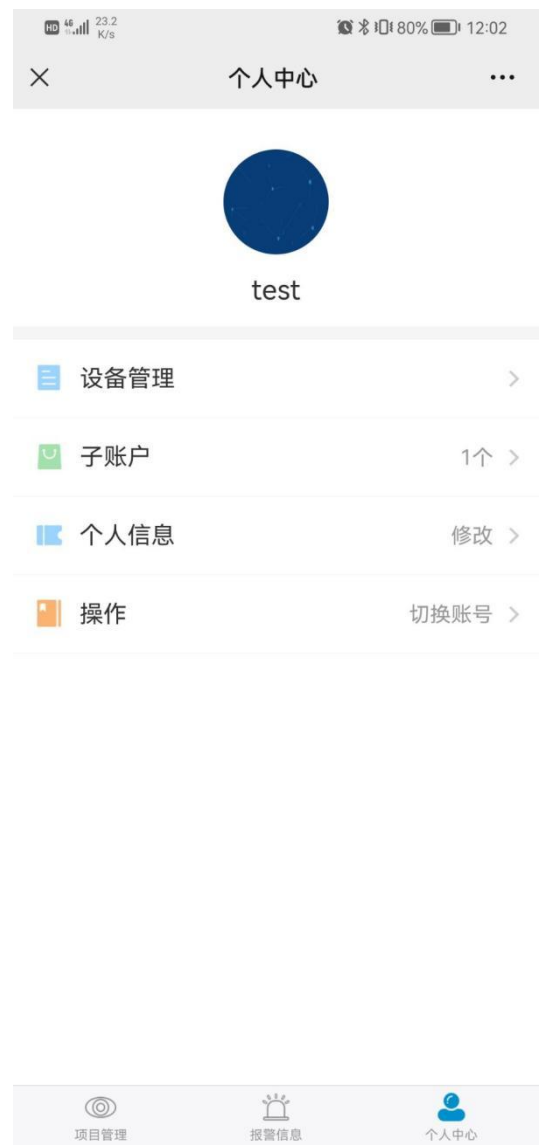 HD 4G 23.2 K/s 80% 12:02
个人中心
test
设备管理
子账户 1个
个人信息 修改
操作 切换账号
项目管理 报警信息 个人中心